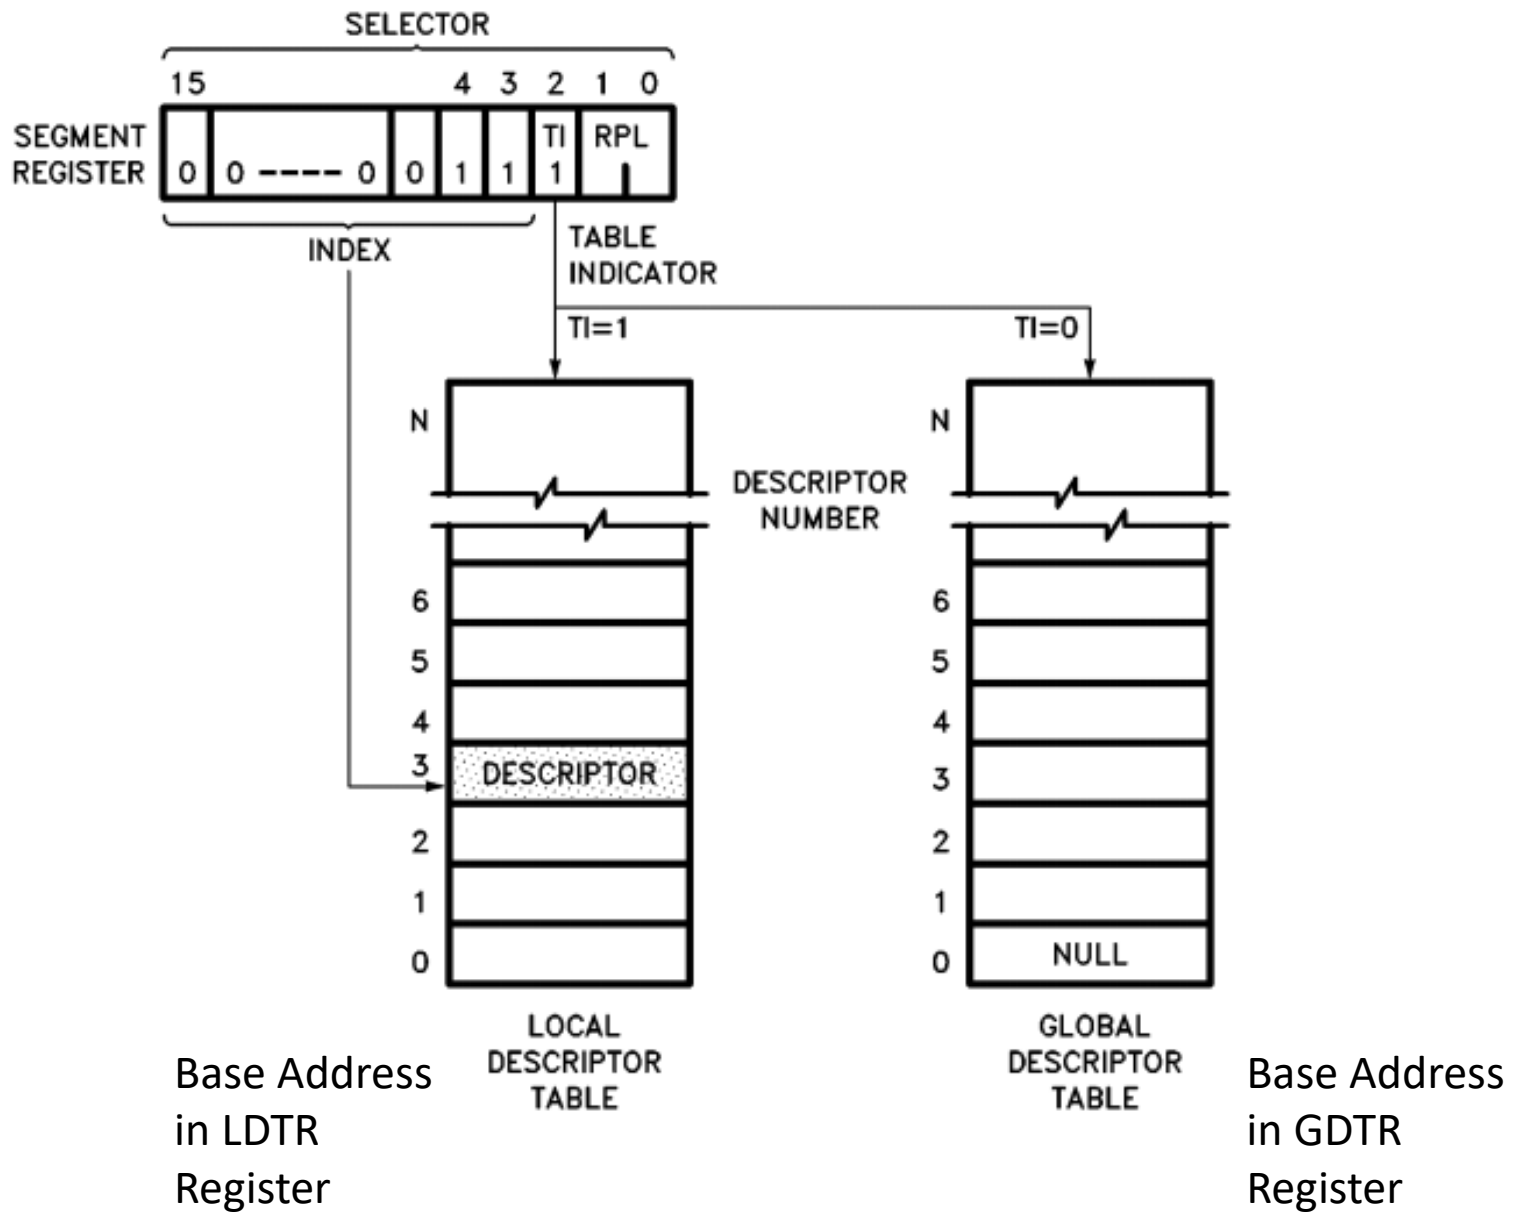 SELECTOR
15 4 3 2 1 0
SEGMENT
REGISTER
TI RPL
0 0 ---- 0 0 1 1 1
INDEX
TABLE
INDICATOR
TI=1
TI=0
N
DESCRIPTOR
NUMBER
N
6
5
4
3
DESCRIPTOR
2
1
0
6
5
4
3
2
1
0
NULL
LOCAL
DESCRIPTOR
TABLE
GLOBAL
DESCRIPTOR
TABLE
Base Address
in LDTR
Register
Base Address
in GDTR
Register